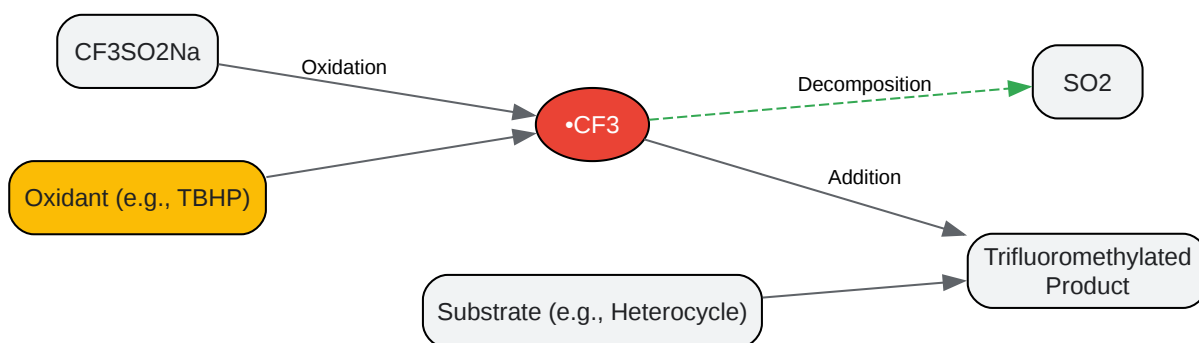 CF3SO2Na
Oxidation
Decomposition
SO2
•CF3
Oxidant (e.g., TBHP)
Addition
Trifluoromethylated
Product
Substrate (e.g., Heterocycle)